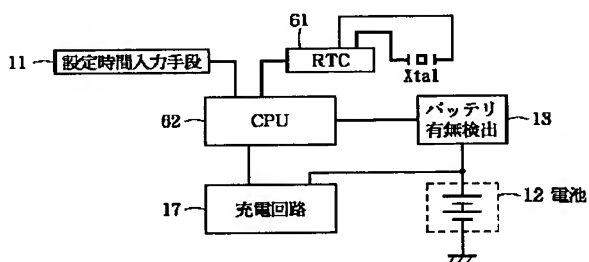 61
11
設定時間入力手段
RTC
Xtal
62
CPU
バッテリ
有無検出
13
17
充電回路
12 電池